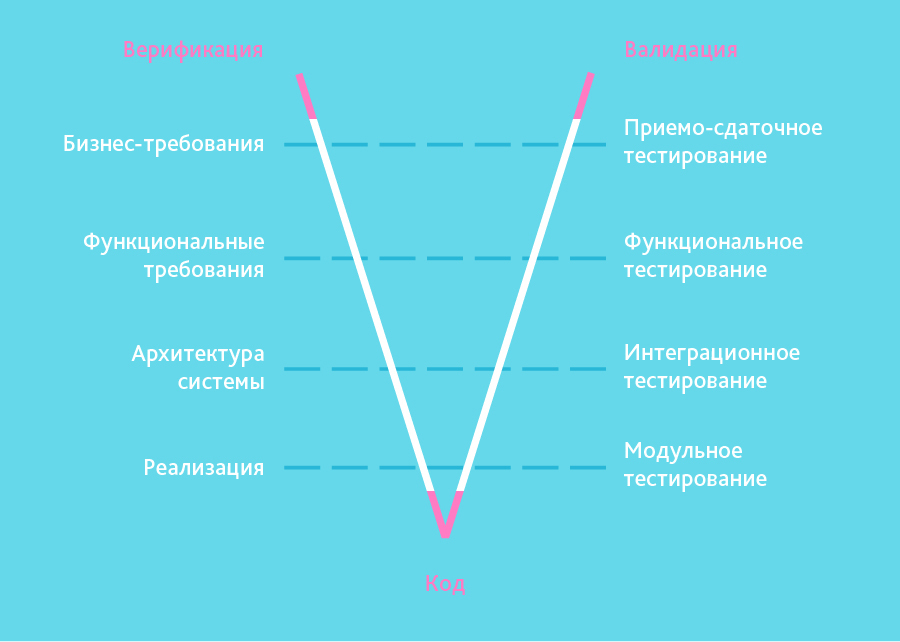 Верификация
Валидация
Бизнес-требования
Приемо-сдаточное
тестирование
Функциональные
требования
Функциональное
тестирование
Архитектура
системы
Интеграционное
тестирование
Реализация
Модульное
тестирование
Код